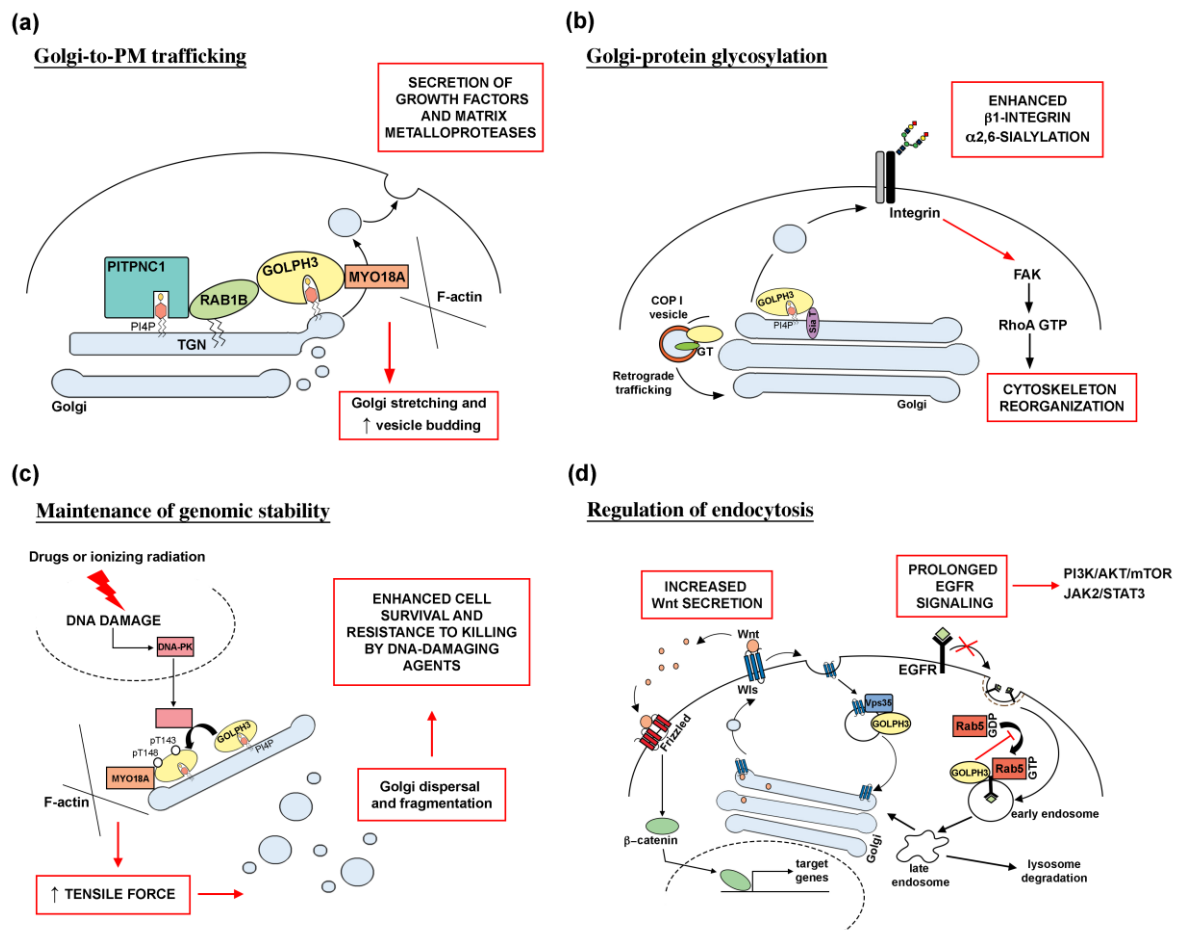 (a)
Golgi-to-PM trafficking
SECRETION OF
GROWTH FACTORS
AND MATRIX
METALLOPROTEASES
PITPNC1
PI4P
RAB1B
GOLPH3
MYO18A
F-actin
TGN
Golgi
Golgi stretching and
↑ vesicle budding
(b)
Golgi-protein glycosylation
ENHANCED
β1-INTEGRIN
α2,6-SIALYLATION
Integrin
FAK
RhoA GTP
CYTOSKELETON
REORGANIZATION
COP I
vesicle
GT
Retrograde
trafficking
GOLPH3
PI4P
Sia T
Golgi
(c)
Maintenance of genomic stability
Drugs or ionizing radiation
DNA DAMAGE
DNA-PK
pT143
pT148
GOLPH3
PI4P
MYO18A
F-actin
↑ TENSILE FORCE
ENHANCED CELL
SURVIVAL AND
RESISTANCE TO KILLING
BY DNA-DAMAGING
AGENTS
Golgi dispersal
and fragmentation
(d)
Regulation of endocytosis
INCREASED
Wnt SECRETION
PROLONGED
EGFR
SIGNALING
PI3K/AKT/mTOR
JAK2/STAT3
Wnt
Wls
Frizzled
Vps35
GOLPH3
EGFR
Rab5
GDP
GOLPH3
Rab5
GTP
early endosome
Golgi
late
endosome
lysosome
degradation
β-catenin
target
genes